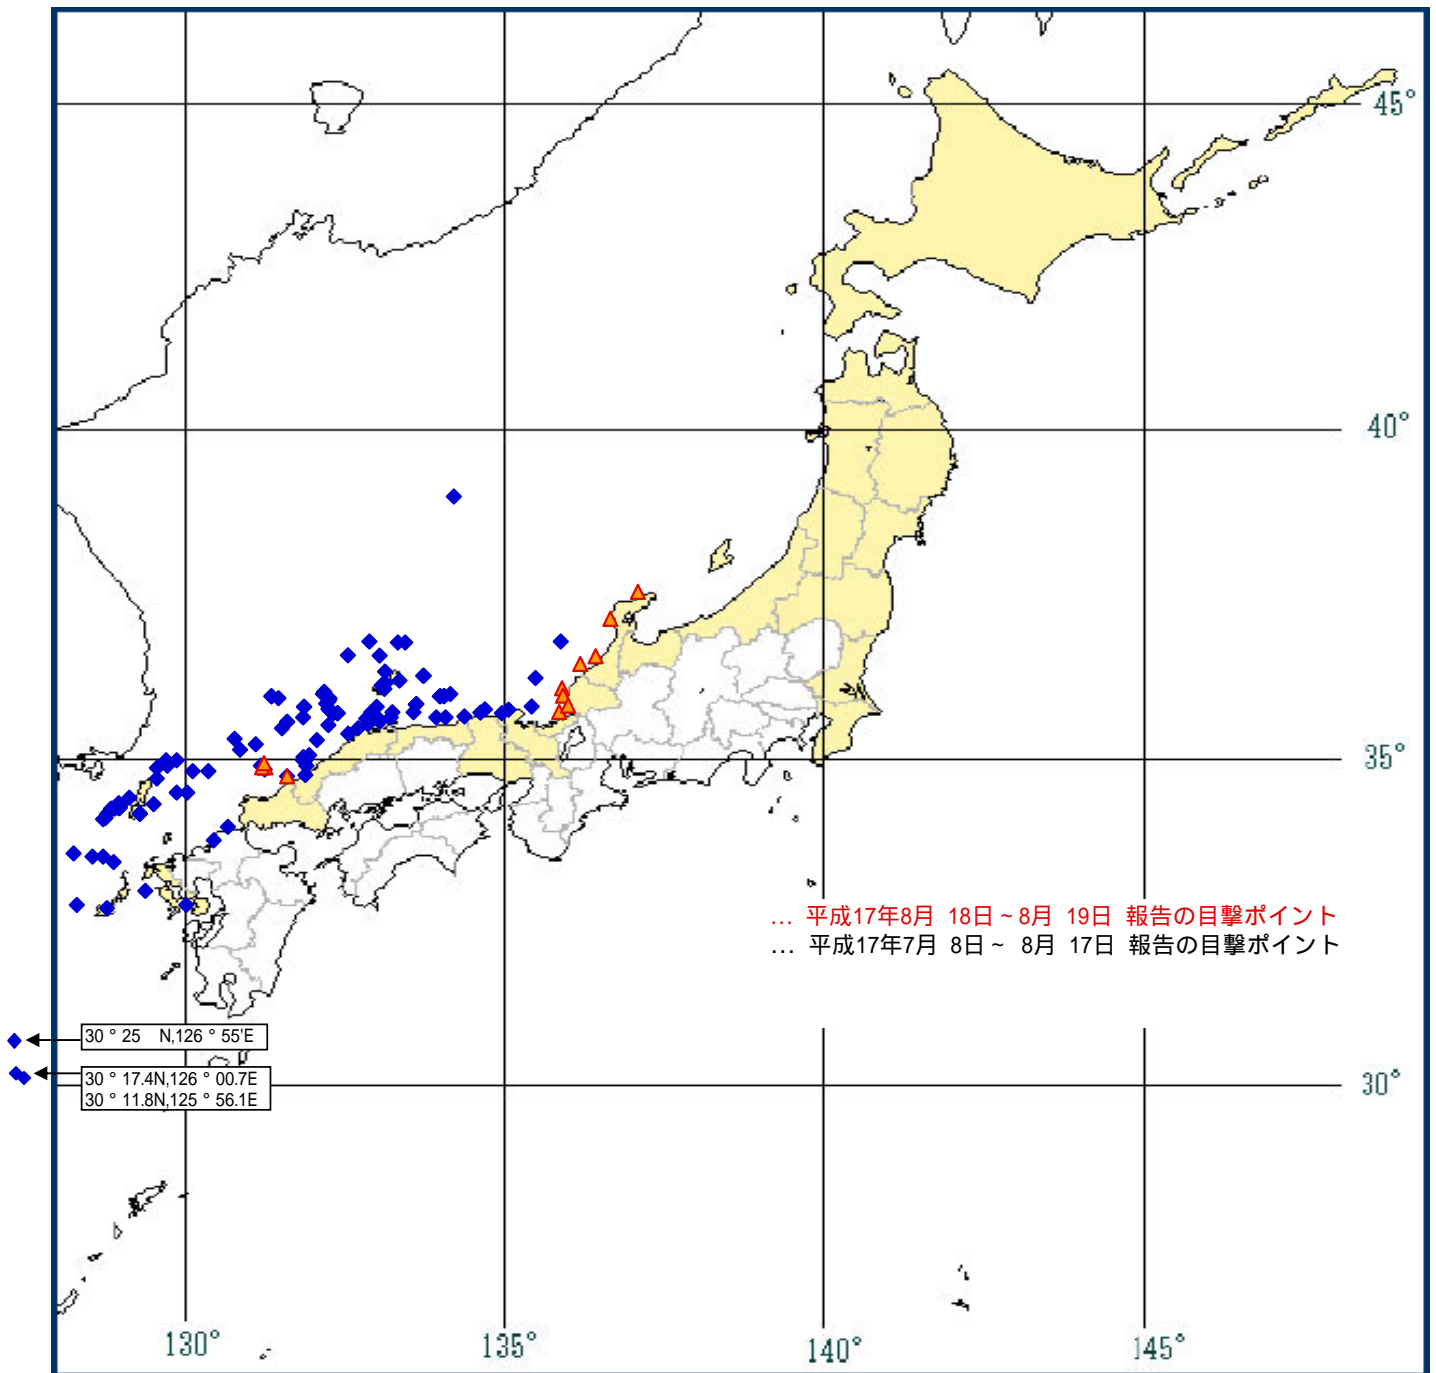 45°
40°
35°
… 平成17年8月 18日~8月 19日 報告の目撃ポイント
… 平成17年7月 8日~ 8月 17日 報告の目撃ポイント
30 ° 25 N,126 ° 55'E
30 ° 17.4N,126 ° 00.7E
30 ° 11.8N,125 ° 56.1E
30°
130°
135°
140°
145°